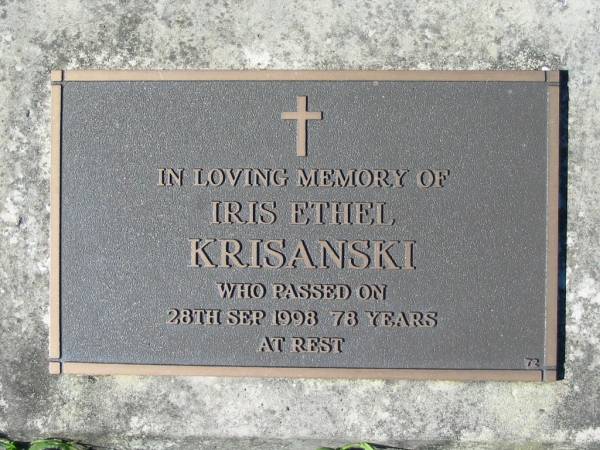 IN LOVING MEMORY OF
IRIS ETHEL
KRISANSKI
WHO PASSED ON
28TH SEP 1998 78 YEARS
AT REST
72